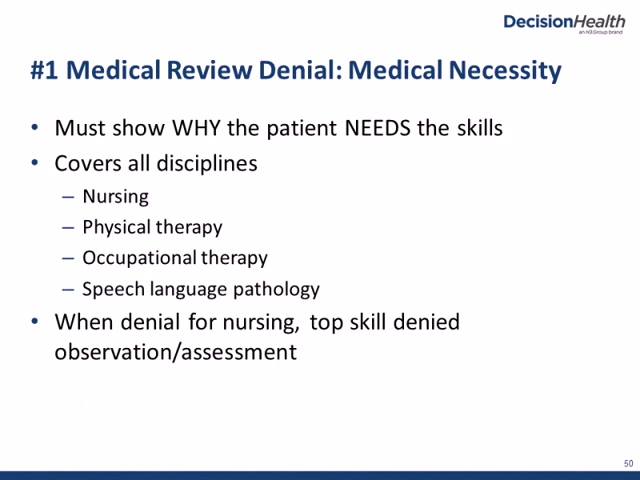 DecisionHealth
an H3.Group brand
#1 Medical Review Denial: Medical Necessity
• Must show WHY the patient NEEDS the skills
• Covers all disciplines
– Nursing
– Physical therapy
– Occupational therapy
– Speech language pathology
• When denial for nursing, top skill denied
observation/assessment
50